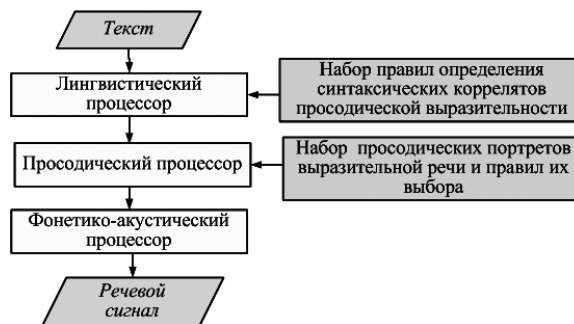 Текст
Лингвистический
процессор
Набор правил определения
синтаксических коррелятов
просодической выразительности
Просодический процессор
Набор просодических портретов
выразительной речи и правил их
выбора
Фонетико-акустический
процессор
Речевой
сигнал